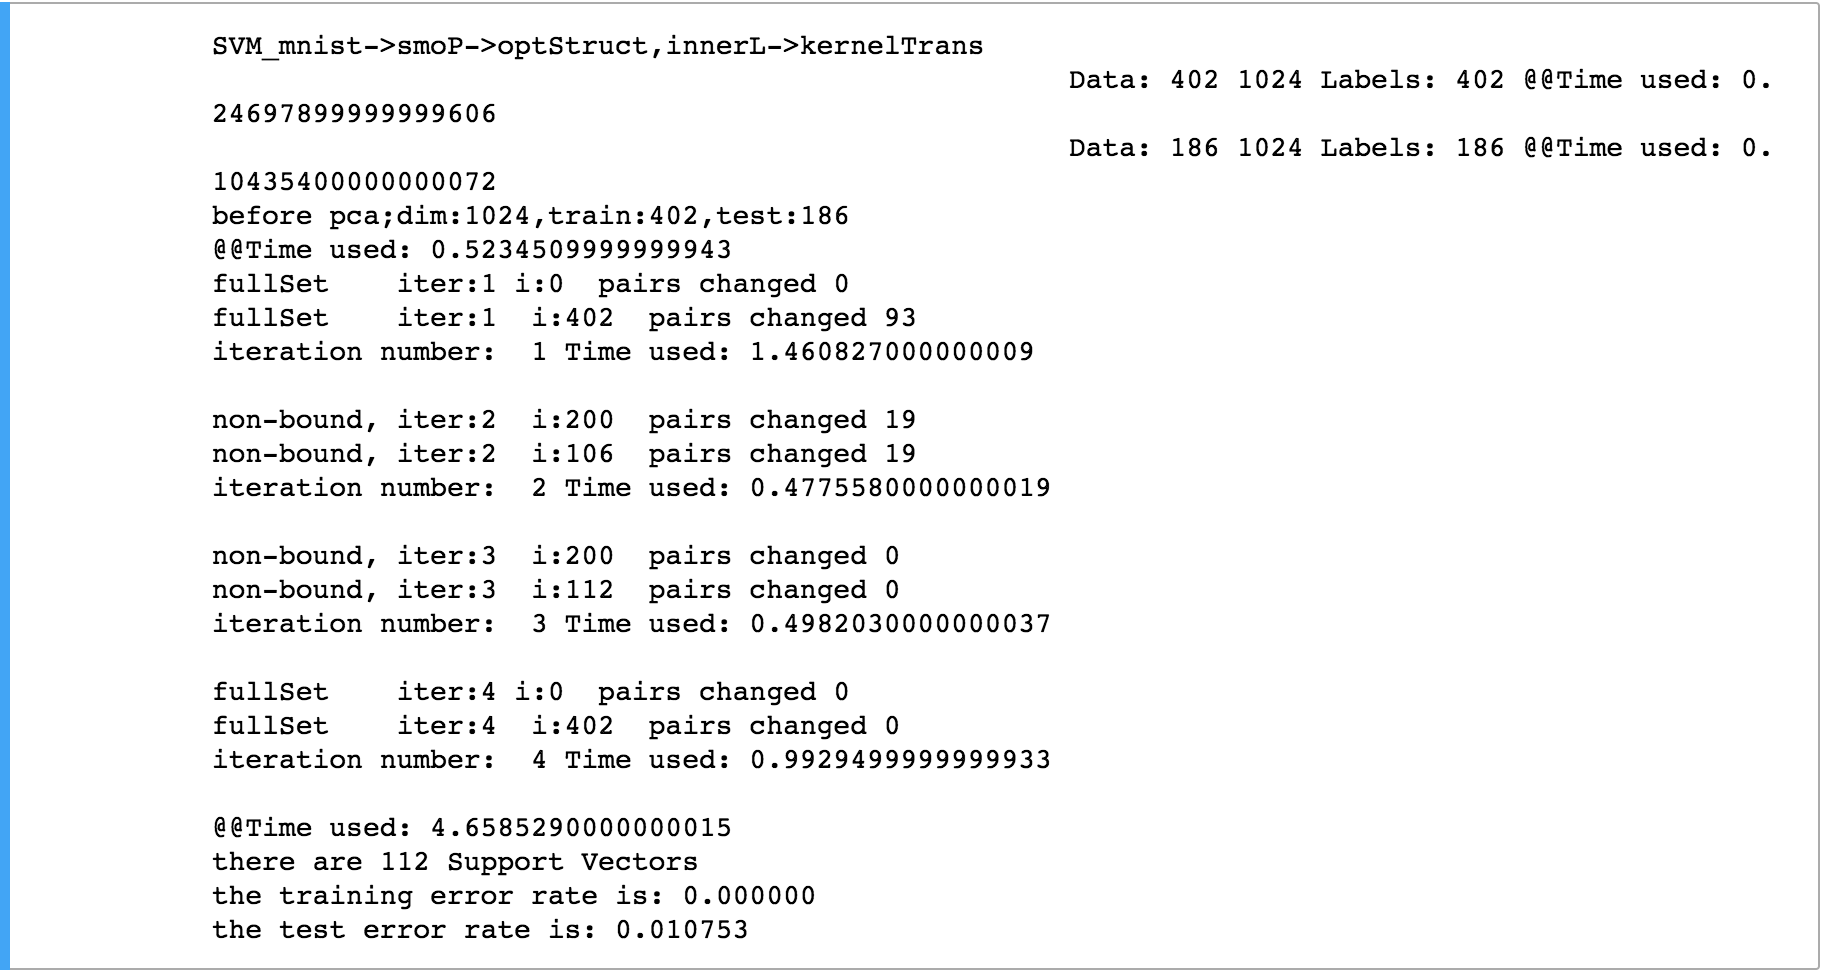 SVM_mnist->smoP->optStruct,innerL->kernelTrans
Data: 402 1024 Labels: 402 @@Time used: 0.
24697899999999606
Data: 186 1024 Labels: 186 @@Time used: 0.
10435400000000072
before pca;dim:1024,train:402,test:186
@@Time used: 0.5234509999999943
fullSet    iter:1 i:0  pairs changed 0
fullSet    iter:1  i:402  pairs changed 93
iteration number:  1 Time used: 1.460827000000009
non-bound, iter:2  i:200  pairs changed 19
non-bound, iter:2  i:106  pairs changed 19
iteration number:  2 Time used: 0.4775580000000019
non-bound, iter:3  i:200  pairs changed 0
non-bound, iter:3  i:112  pairs changed 0
iteration number:  3 Time used: 0.4982030000000037
fullSet    iter:4 i:0  pairs changed 0
fullSet    iter:4  i:402  pairs changed 0
iteration number:  4 Time used: 0.9929499999999933
@@Time used: 4.6585290000000015
there are 112 Support Vectors
the training error rate is: 0.000000
the test error rate is: 0.010753